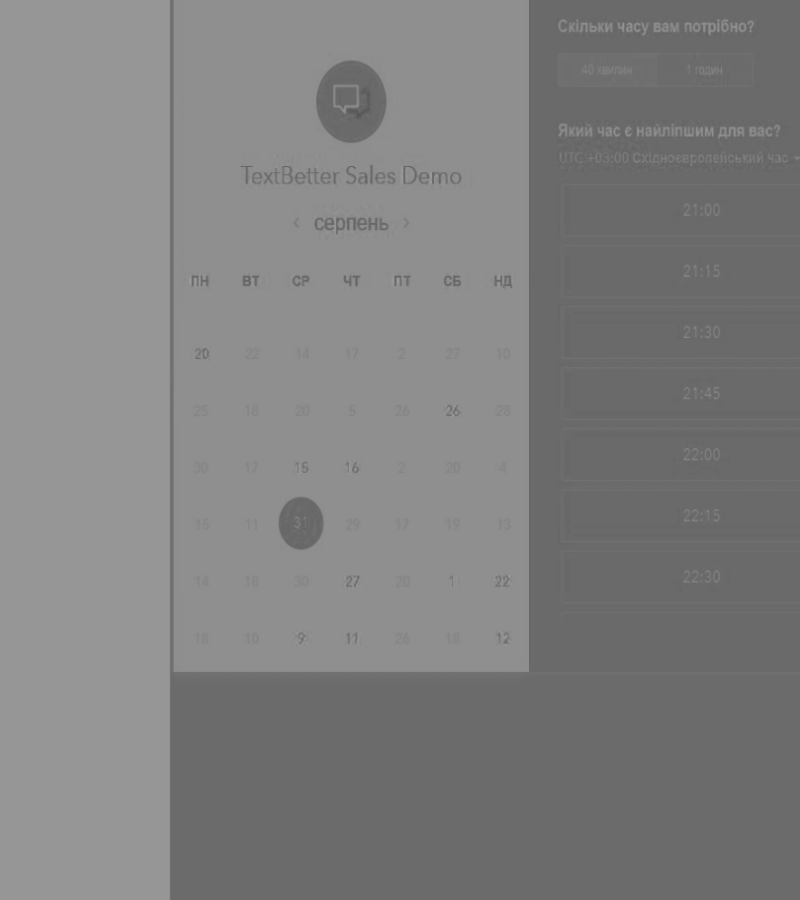 TextBetter Sales Demo
серпень
ПН ВТ СР ЧТ ПТ СБ НД
20 22 14 17 2 27 10
25 18 20 5 26 26 28
30 17 15 16 2 20 4
15 11 31 29 17 19 13
14 18 30 27 20 1 22
18 10 9 11 26 18 12
Скільки часу вам потрібно?
40 хвилин 1 годин
Який час є найліпшим для вас?
UTC +03:00 Східноєвропейський час
21:00
21:15
21:30
21:45
22:00
22:15
22:30